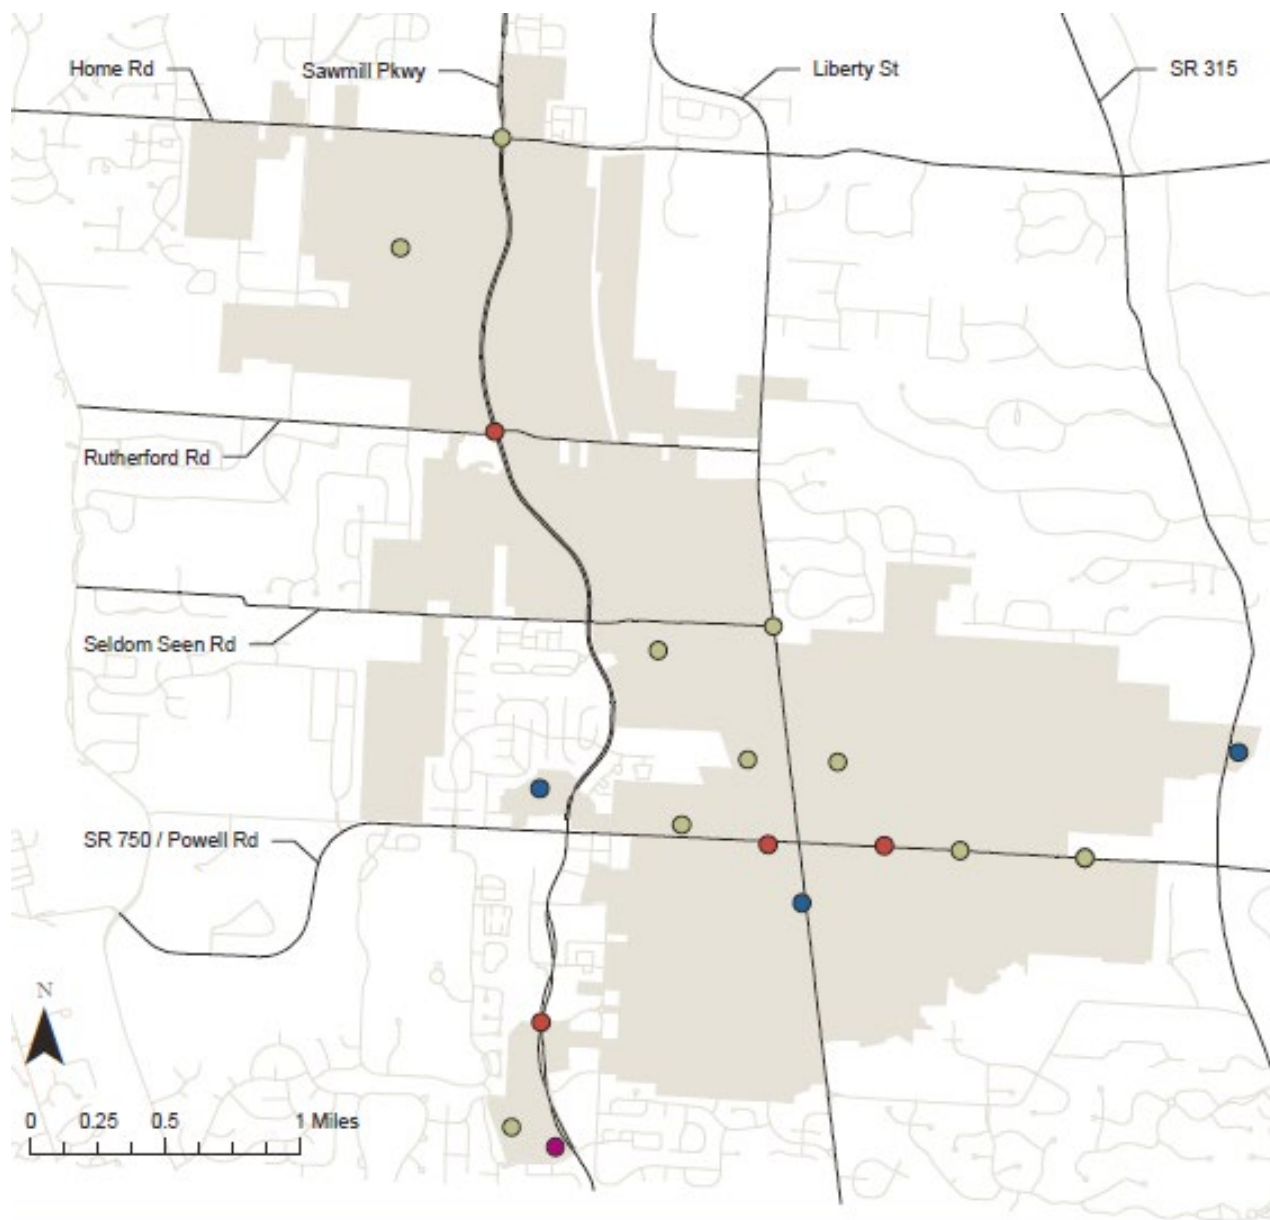 Home Rd
Sawmill Pkwy
Liberty St
SR 315
Rutherford Rd
Seldom Seen Rd
SR 750 / Powell Rd
N
0 0.25 0.5 1 Miles